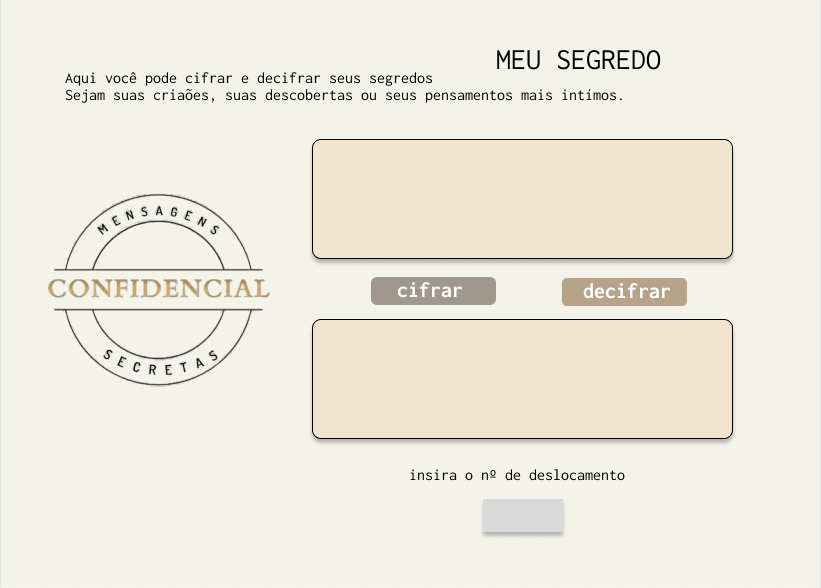 MEU SEGREDO
Aqui você pode cifrar e decifrar seus segredos
Sejam suas criaões, suas descobertas ou seus pensamentos mais intímos.
MENSAGENS
CONFIDENCIAL
SECRETAS
cifrar
decifrar
insira o nº de deslocamento